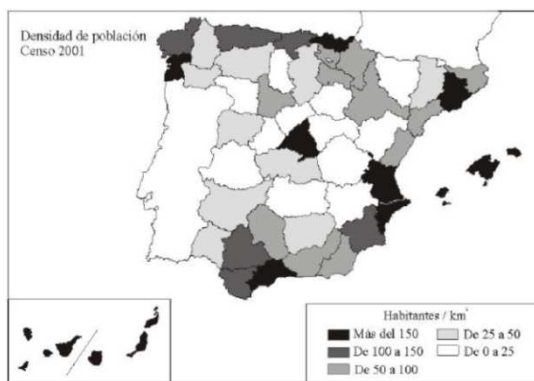 Densidad de población
Censo 2001
Habitantes / km²
Más del 150
De 100 a 150
De 50 a 100
De 25 a 50
De 0 a 25